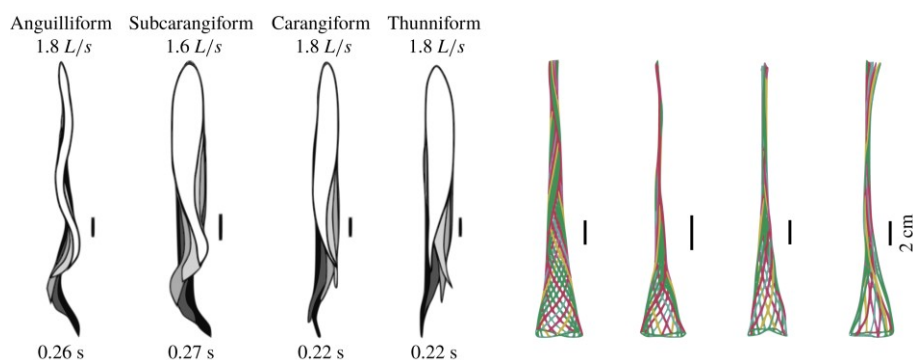 Anguilliform Subcarangiform Carangiform Thunniform
1.8 L/s 1.6 L/s 1.8 L/s 1.8 L/s
2 cm
0.26 s 0.27 s 0.22 s 0.22 s